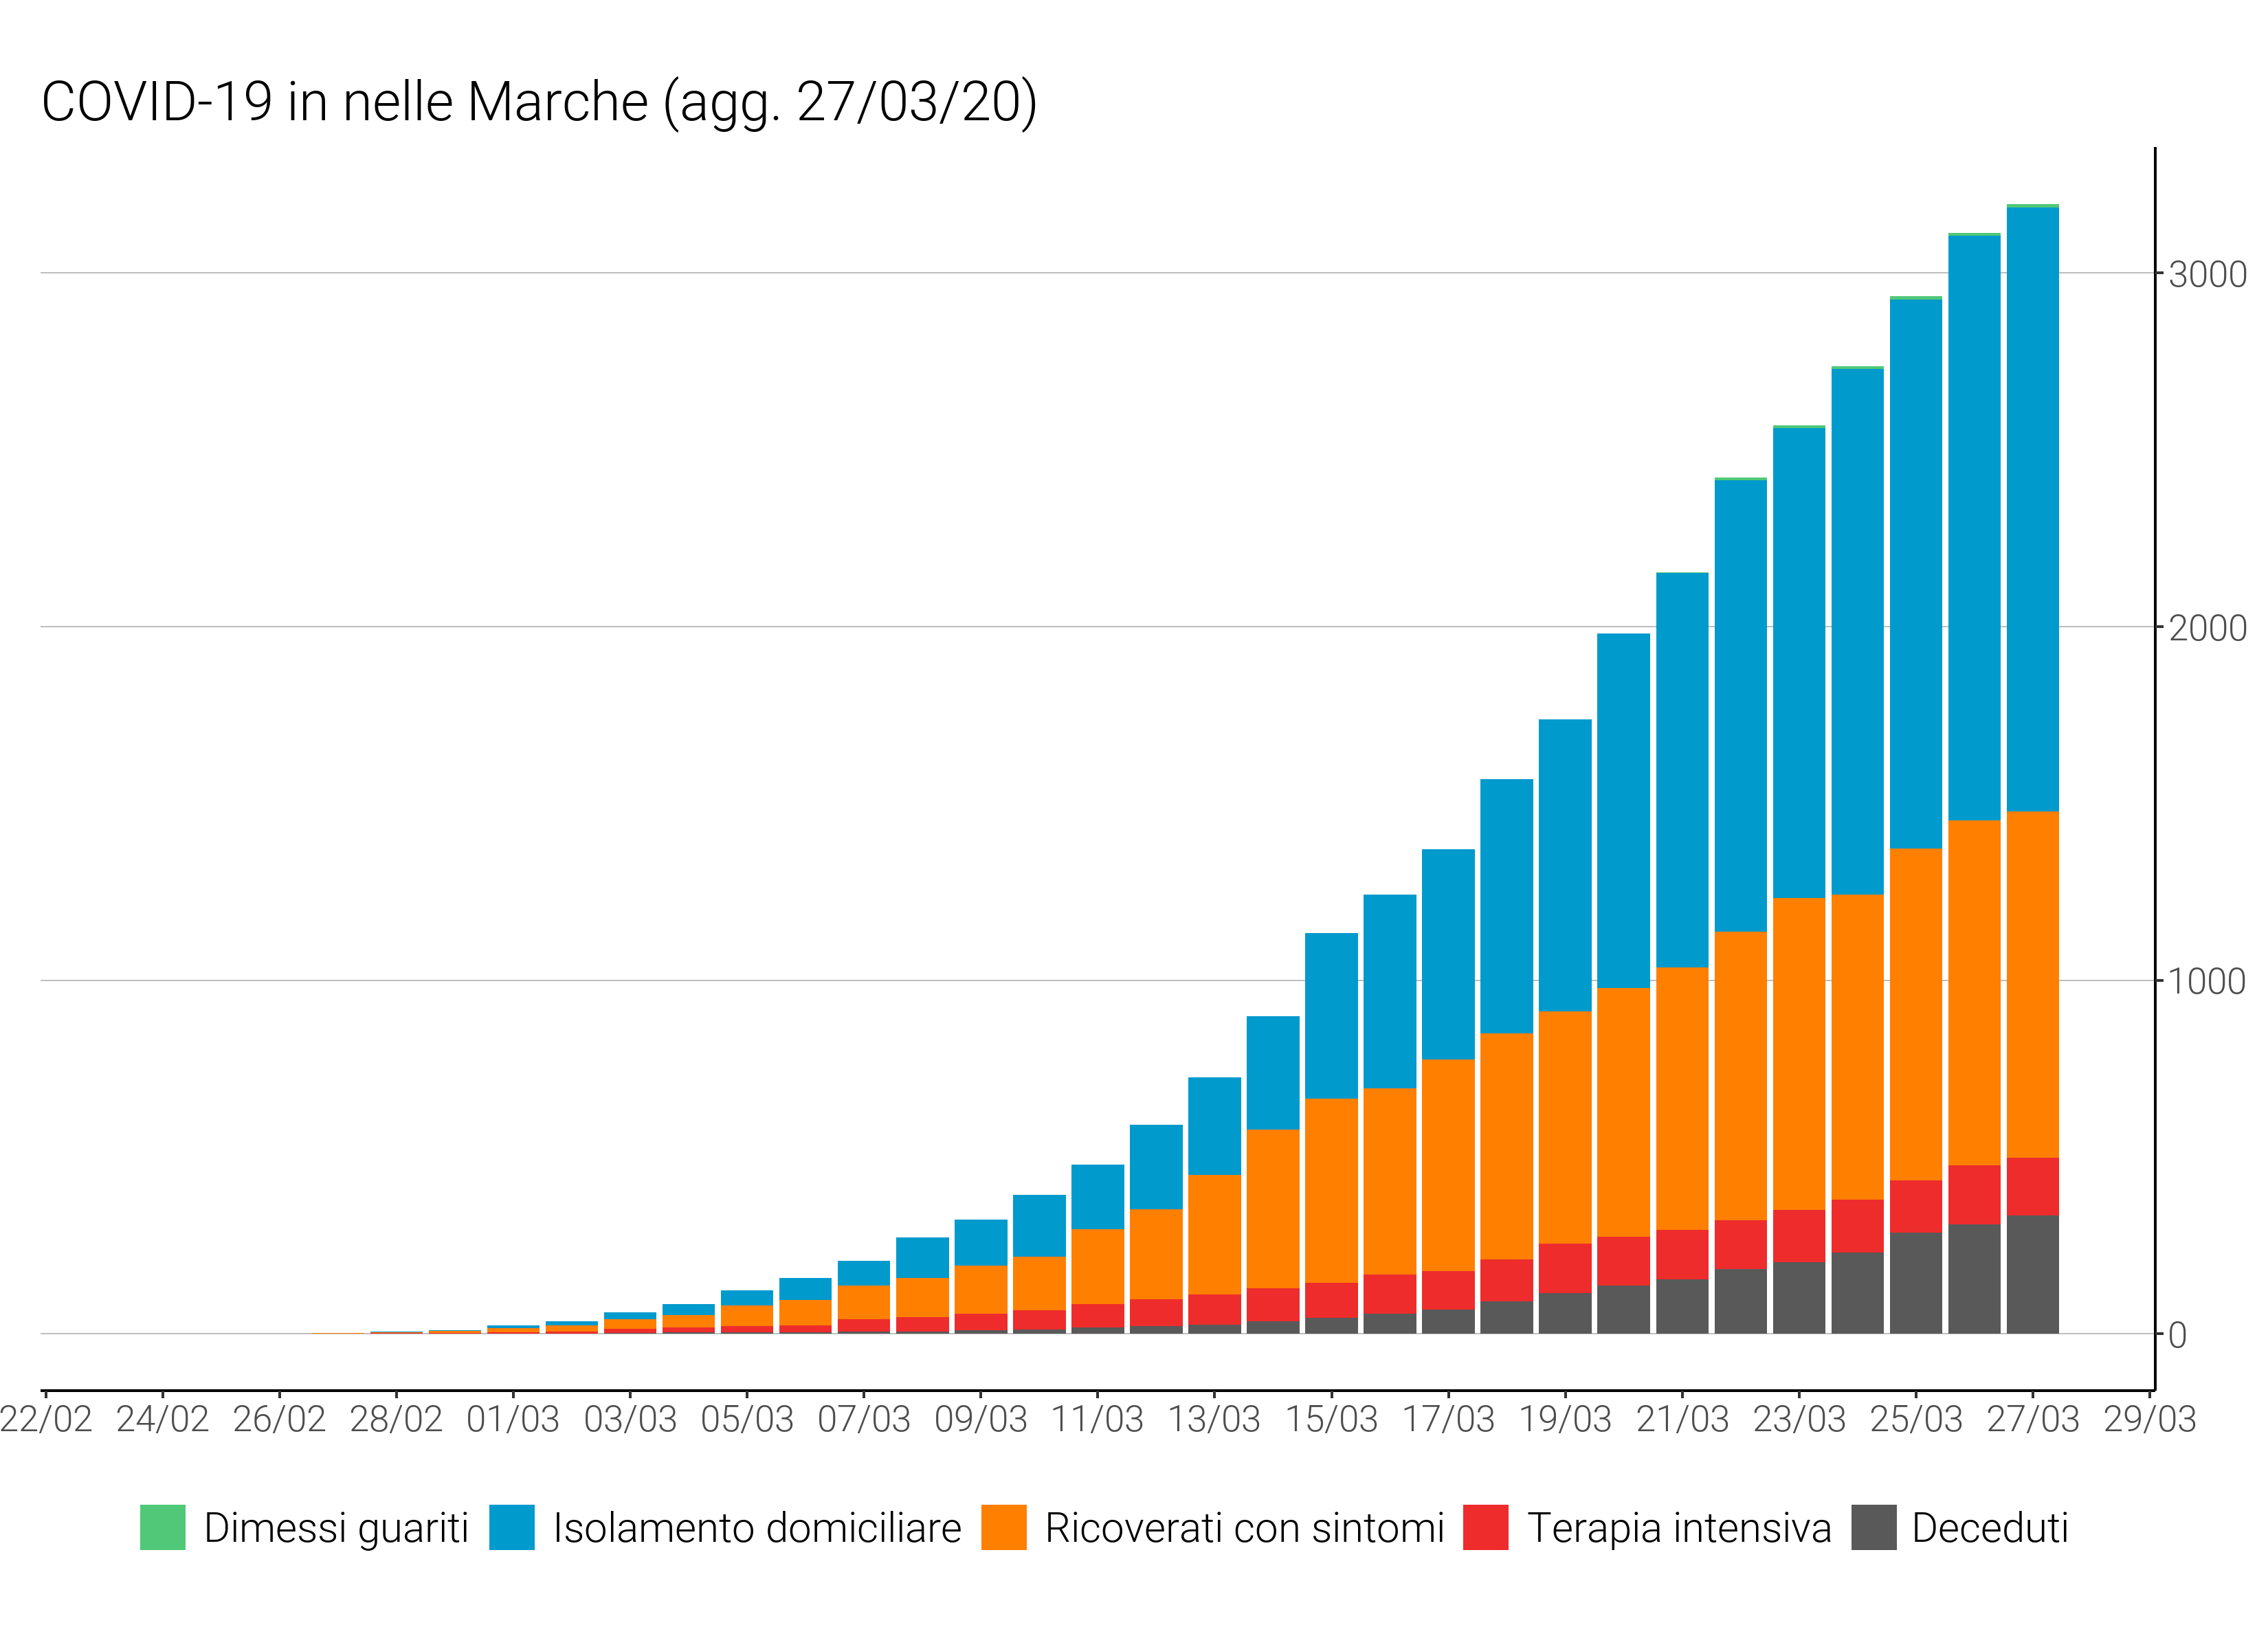 COVID-19 in nelle Marche (agg. 27/03/20)
3000
2000
1000
0
22/02 24/02 26/02 28/02 01/03 03/03 05/03 07/03 09/03 11/03 13/03 15/03 17/03 19/03 21/03 23/03 25/03 27/03 29/03
Dimessi guariti Isolamento domiciliare Ricoverati con sintomi Terapia intensiva Deceduti